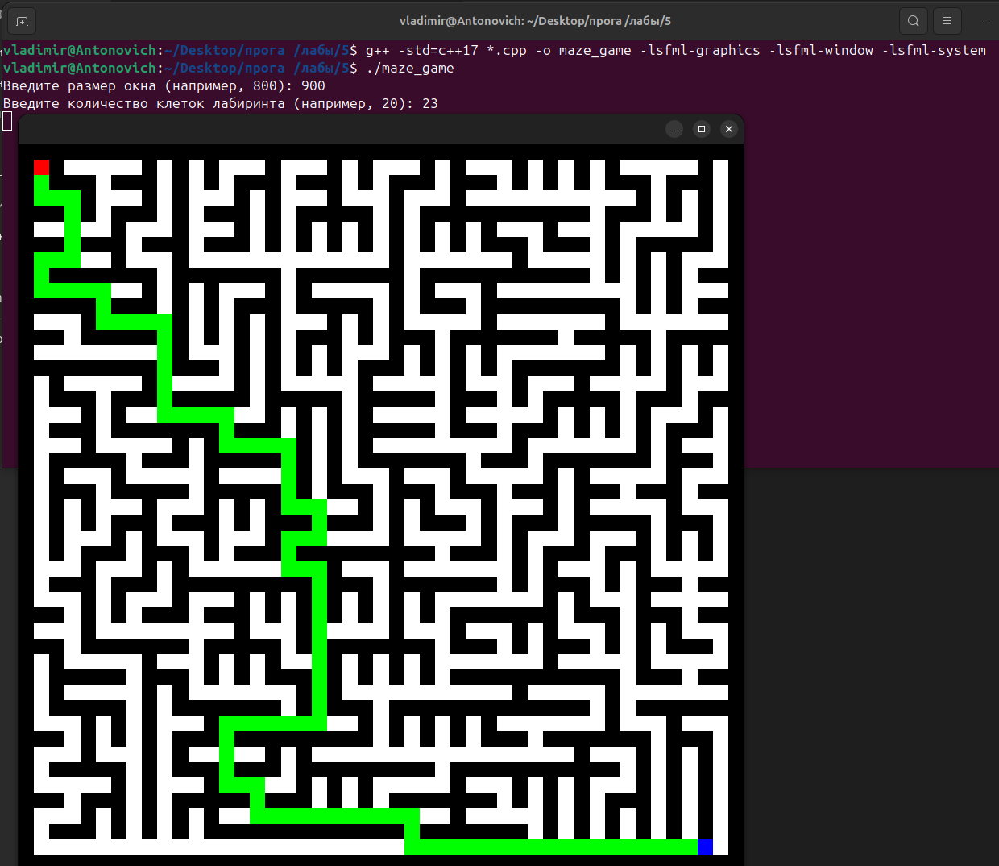 vladimir@Antonovich: ~/Desktop/прога /лабы/5
vladimir@Antonovich:~/Desktop/прога /лабы/5$ g++ -std=c++17 *.cpp -o maze_game -lsfml-graphics -lsfml-window -lsfml-system
vladimir@Antonovich:~/Desktop/прога /лабы/5$ ./maze_game
Введите размер окна (например, 800): 900
Введите количество клеток лабиринта (например, 20): 23